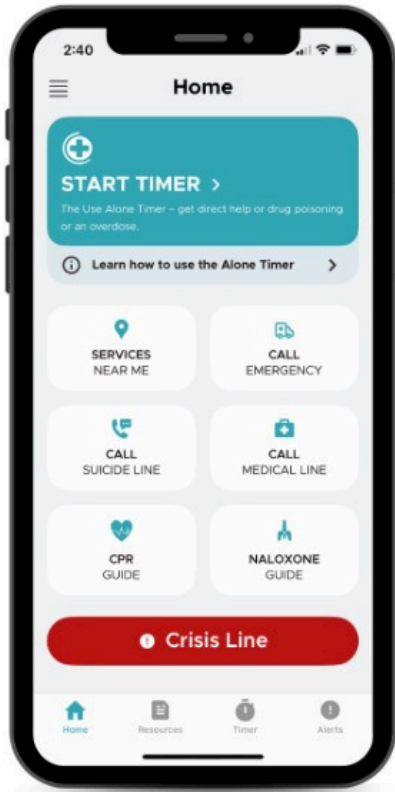 2:40
Home
START TIMER >
The Use Alone Timer – get direct help or drug poisoning
or an overdose.
Learn how to use the Alone Timer >
SERVICES
NEAR ME
CALL
EMERGENCY
CALL
SUICIDE LINE
CALL
MEDICAL LINE
CPR
GUIDE
NALOXONE
GUIDE
Crisis Line
Home
Resources
Timer
Alerts